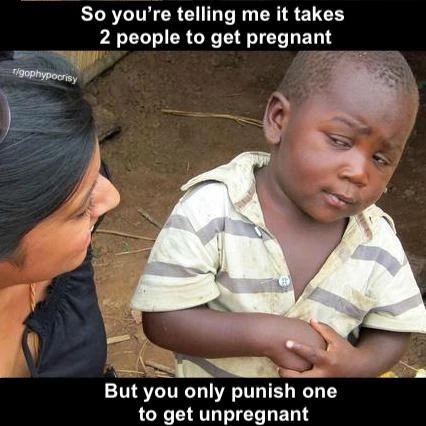 So you're telling me it takes
2 people to get pregnant
r/gophypocrisy
But you only punish one
to get unpregnant